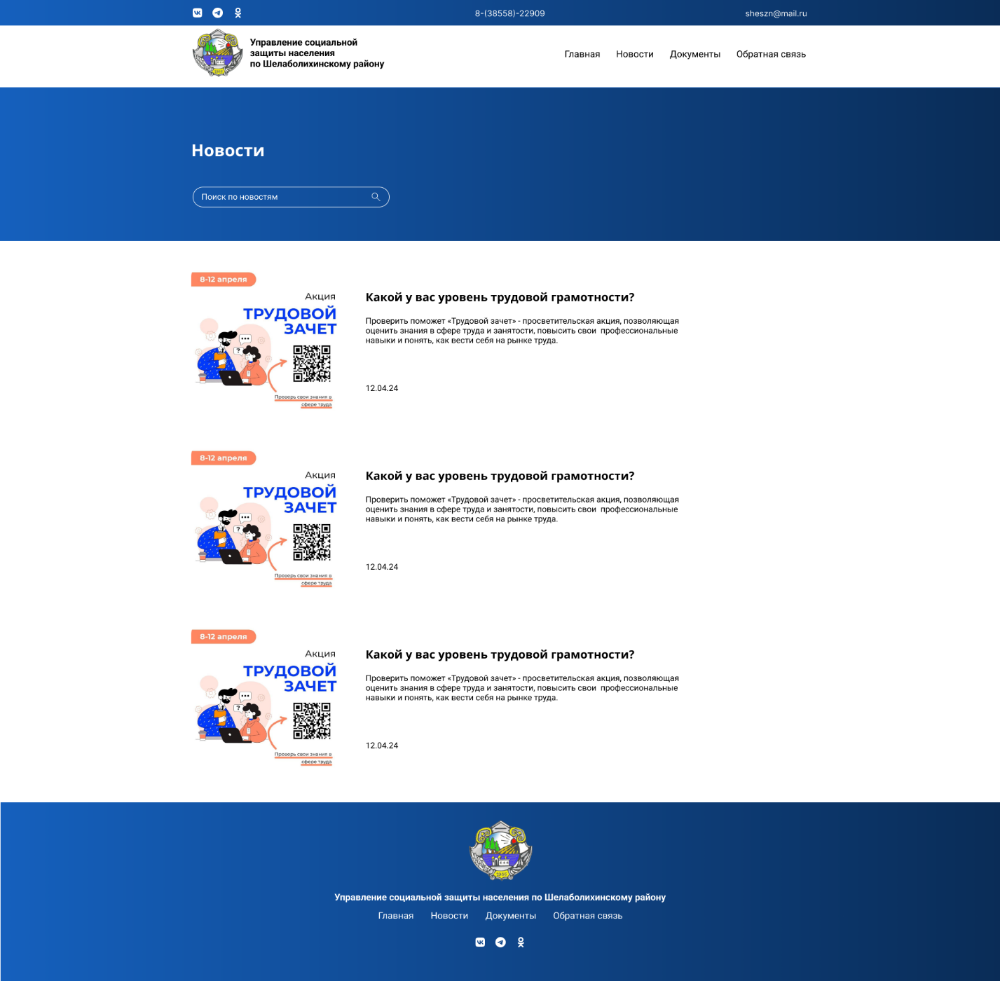 8-(38558)-22909
sheszn@mail.ru
Управление социальной
защиты населения
по Шелаболихинскому району
Главная Новости Документы Обратная связь
1985
Новости
Поиск по новостям
8-12 апреля
Акция
ТРУДОВОЙ
ЗАЧЕТ
?
Проверь свои знания в
сфере труда
Какой у вас уровень трудовой грамотности?
Проверить поможет «Трудовой зачет» - просветительская акция, позволяющая
оценить знания в сфере труда и занятости, повысить свои  профессиональные
навыки и понять, как вести себя на рынке труда.
12.04.24
8-12 апреля
Акция
ТРУДОВОЙ
ЗАЧЕТ
?
Проверь свои знания в
сфере труда
Какой у вас уровень трудовой грамотности?
Проверить поможет «Трудовой зачет» - просветительская акция, позволяющая
оценить знания в сфере труда и занятости, повысить свои  профессиональные
навыки и понять, как вести себя на рынке труда.
12.04.24
8-12 апреля
Акция
ТРУДОВОЙ
ЗАЧЕТ
?
Проверь свои знания в
сфере труда
Какой у вас уровень трудовой грамотности?
Проверить поможет «Трудовой зачет» - просветительская акция, позволяющая
оценить знания в сфере труда и занятости, повысить свои  профессиональные
навыки и понять, как вести себя на рынке труда.
12.04.24
1985
Управление социальной защиты населения по Шелаболихинскому району
Главная Новости Документы Обратная связь